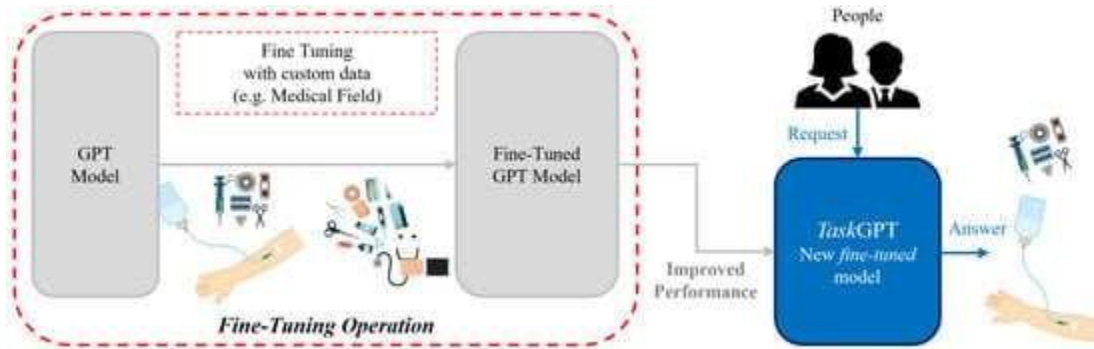 Fine Tuning
with custom data
(e.g. Medical Field)
GPT
Model
Fine-Tuned
GPT Model
Fine-Tuning Operation
Improved
Performance
People
Request
TaskGPT
New fine-tuned
model
Answer